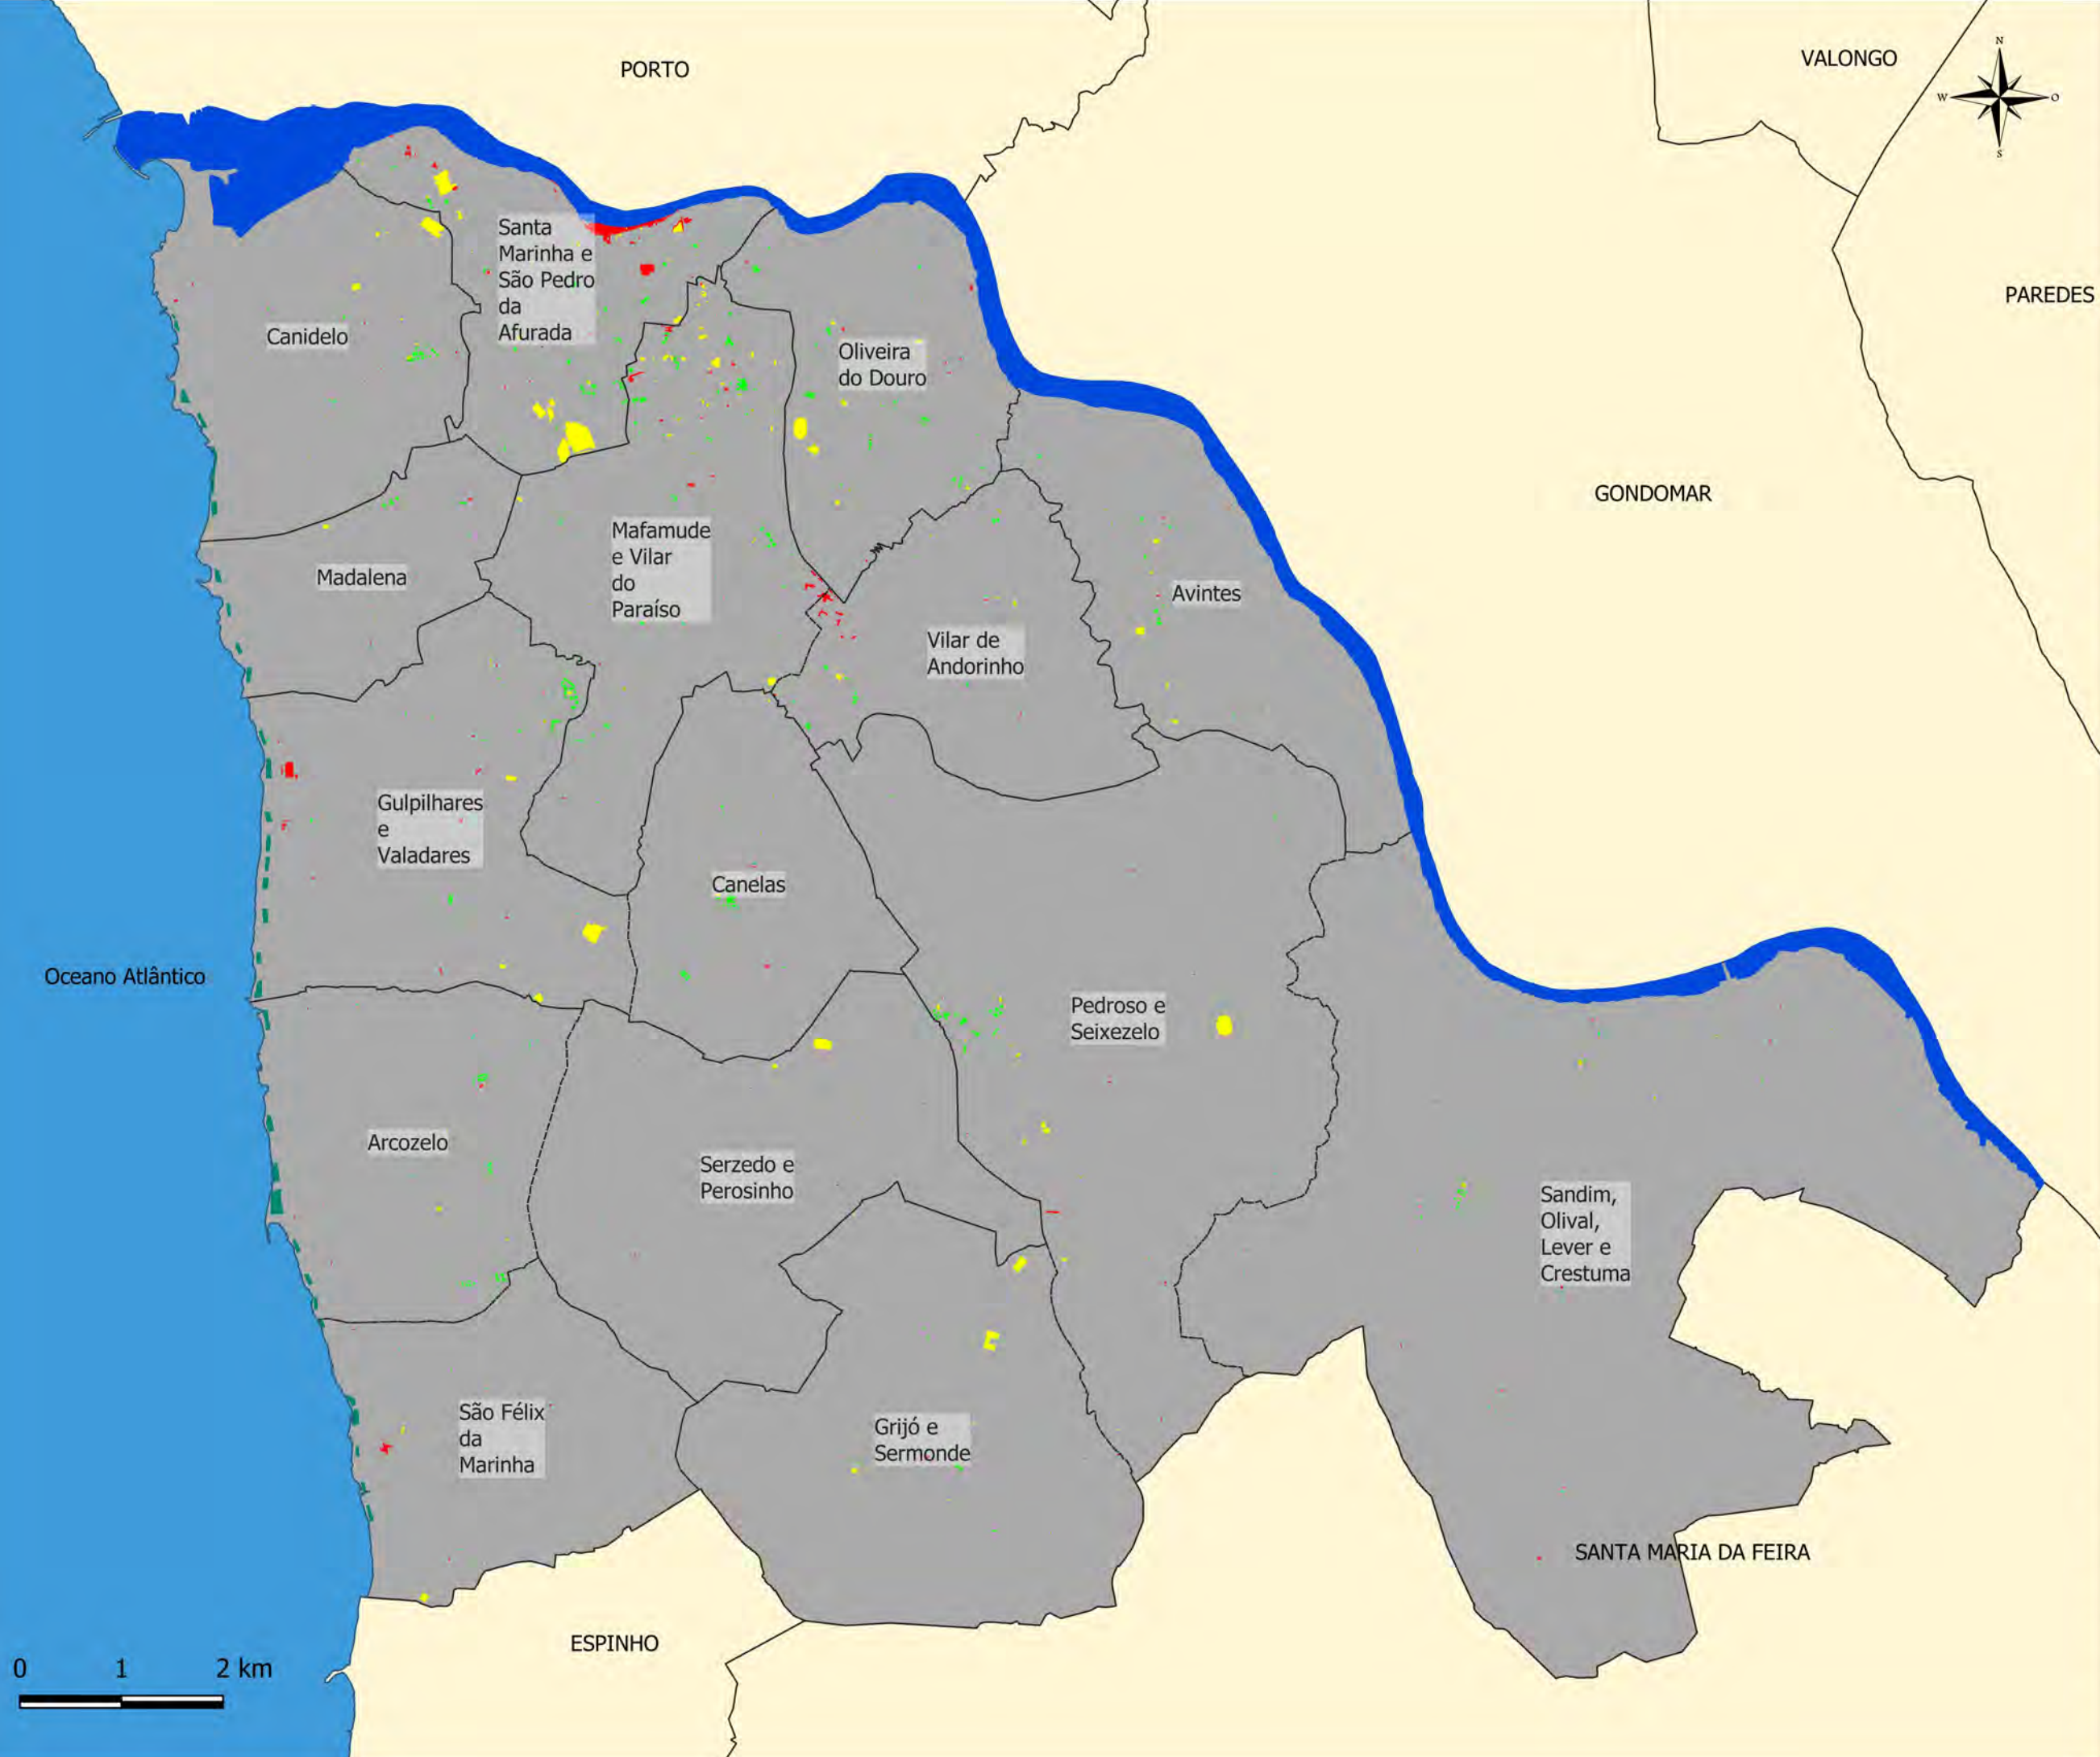 PORTO
VALONGO
N
W
O
S
PAREDES
Santa
Marinha e
São Pedro
da
Afurada
Canidelo
Oliveira
do Douro
GONDOMAR
Mafamude
e Vilar
do
Paraíso
Madalena
Avintes
Vilar de
Andorinho
Gulpilhares
e
Valadares
Canelas
Oceano Atlântico
Pedroso e
Seixezelo
Arcozelo
Serzedo e
Perosinho
Sandim,
Olival,
Lever e
Crestuma
São Félix
da
Marinha
Grijó e
Sermonde
SANTA MARIA DA FEIRA
ESPINHO
0 1 2 km